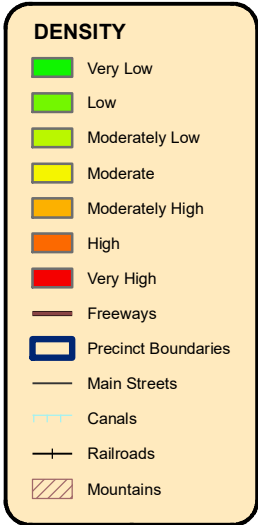 DENSITY
Very Low
Low
Moderately Low
Moderate
Moderately High
High
Very High
Freeways
Precinct Boundaries
Main Streets
Canals
Railroads
Mountains